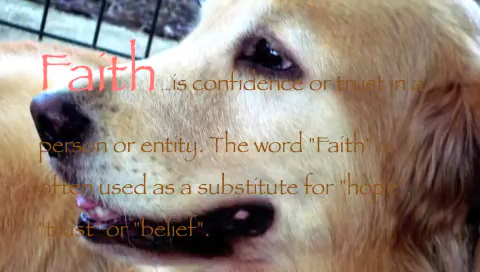 Faith ...is confidence or trust in a
person or entity. The word "Faith" is
often used as a substitute for "hope",
"trust" or "belief".